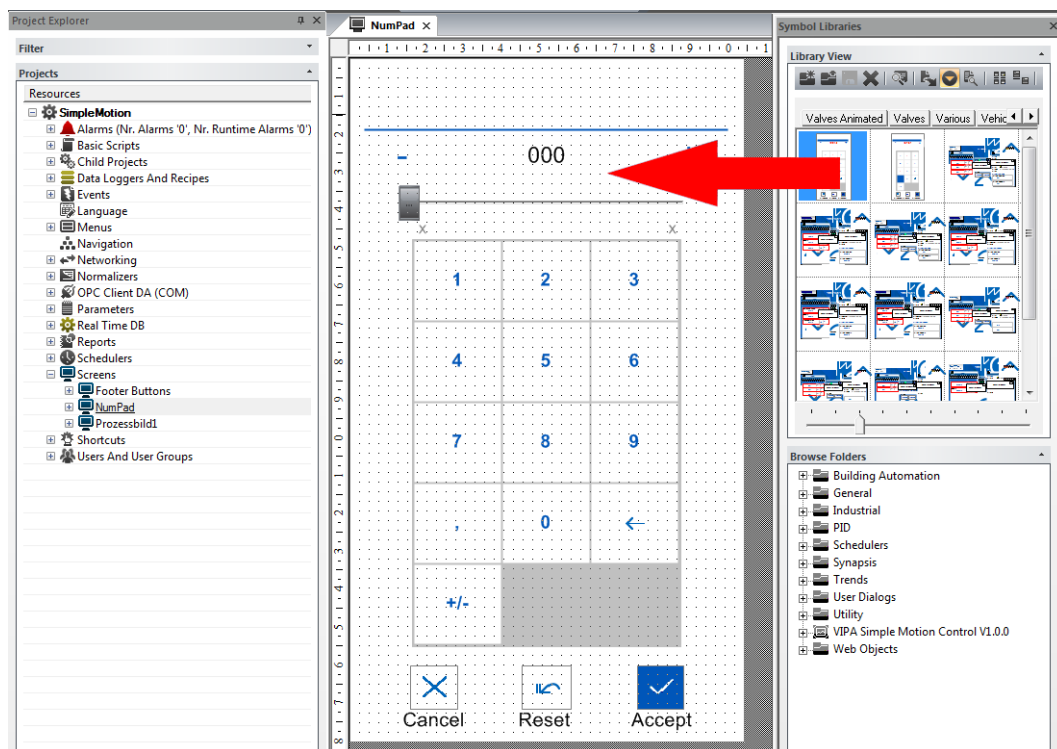 Project Explorer
Filter
Projects
Resources
SimpleMotion
Alarms (Nr. Alarms '0', Nr. Runtime Alarms '0')
Basic Scripts
Child Projects
Data Loggers And Recipes
Events
Language
Menus
Navigation
Networking
Normalizers
OPC Client DA (COM)
Parameters
Real Time DB
Reports
Schedulers
Screens
Footer Buttons
NumPad
Prozessbild1
Shortcuts
Users And User Groups
NumPad
000
x x
1 2 3
4 5 6
7 8 9
, 0 ←
+/-
Cancel Reset Accept
Symbol Libraries
Library View
Valves Animated Valves Various Vehic
Browse Folders
Building Automation
General
Industrial
PID
Schedulers
Synapsis
Trends
User Dialogs
Utility
VIPA Simple Motion Control V1.0.0
Web Objects